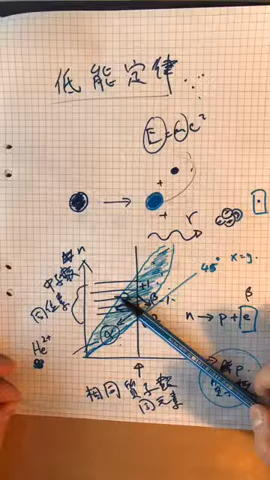 低能定律...
E = mc²
+
+
r
45° x=y.
n
中子數
同位素
β
n → p + e
α
He²⁺
P
相同質子數
同元素